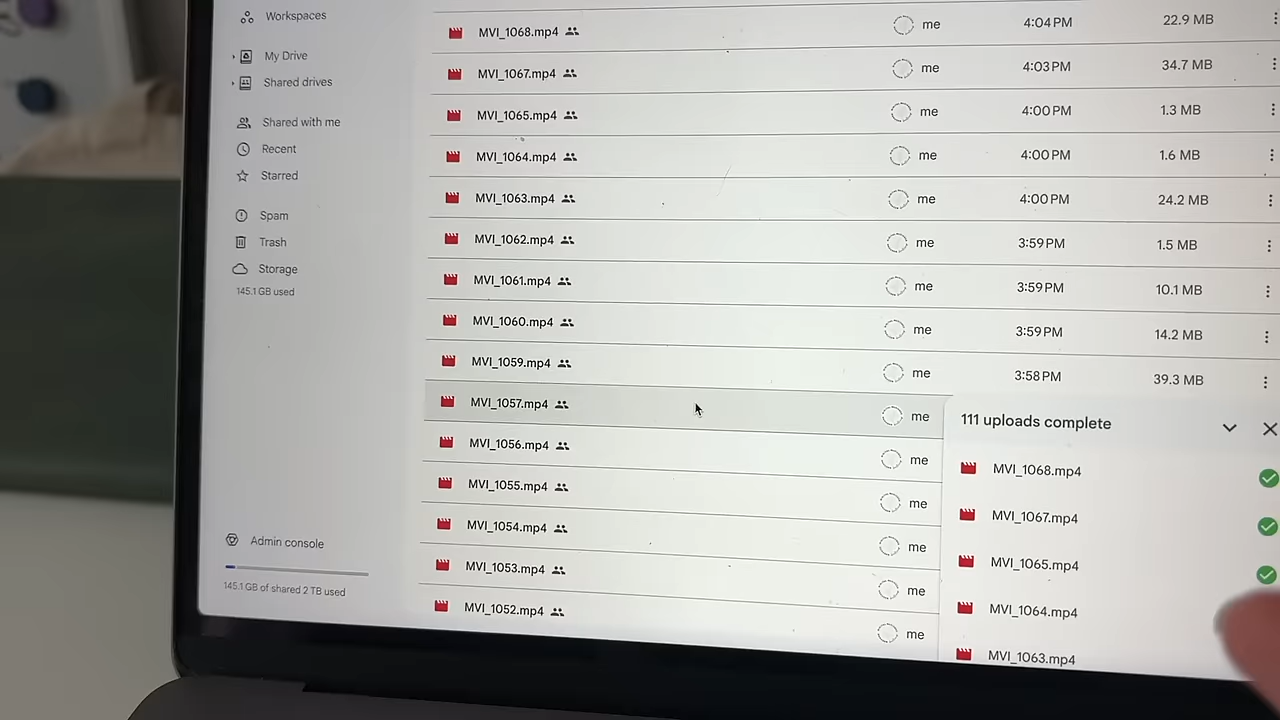 Workspaces
My Drive
Shared drives
Shared with me
Recent
Starred
Spam
Trash
Storage
145.1 GB used
Admin console
145.1 GB of shared 2 TB used
MVI_1068.mp4 me 4:04 PM 22.9 MB
MVI_1067.mp4 me 4:03 PM 34.7 MB
MVI_1065.mp4 me 4:00 PM 1.3 MB
MVI_1064.mp4 me 4:00 PM 1.6 MB
MVI_1063.mp4 me 4:00 PM 24.2 MB
MVI_1062.mp4 me 3:59 PM 1.5 MB
MVI_1061.mp4 me 3:59 PM 10.1 MB
MVI_1060.mp4 me 3:59 PM 14.2 MB
MVI_1059.mp4 me 3:58 PM 39.3 MB
MVI_1057.mp4 me
MVI_1056.mp4 me
MVI_1055.mp4 me
MVI_1054.mp4 me
MVI_1053.mp4 me
MVI_1052.mp4 me
111 uploads complete
MVI_1068.mp4
MVI_1067.mp4
MVI_1065.mp4
MVI_1064.mp4
MVI_1063.mp4